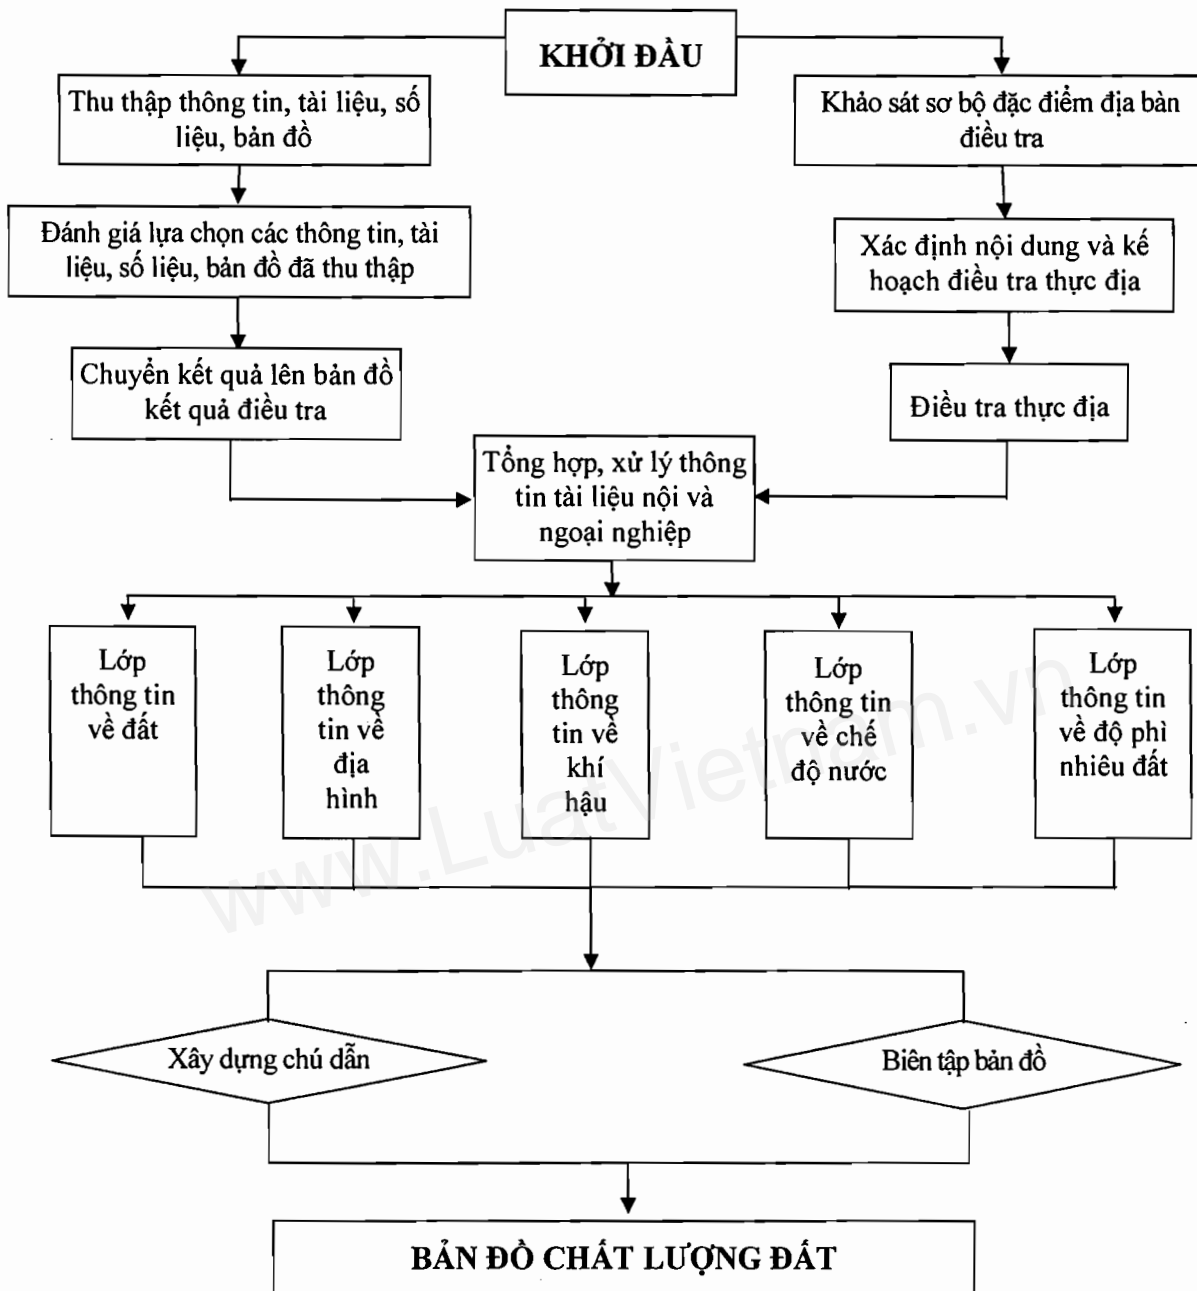 KHỞI ĐẦU
Thu thập thông tin, tài liệu, số
liệu, bản đồ
Khảo sát sơ bộ đặc điểm địa bàn
điều tra
Đánh giá lựa chọn các thông tin, tài
liệu, số liệu, bản đồ đã thu thập
Xác định nội dung và kế
hoạch điều tra thực địa
Chuyển kết quả lên bản đồ
kết quả điều tra
Điều tra thực địa
Tổng hợp, xử lý thông
tin tài liệu nội và
ngoại nghiệp
Lớp
thông tin
về đất
Lớp
thông
tin về
địa
hình
Lớp
thông
tin về
khí
hậu
Lớp
thông tin
về chế
độ nước
Lớp
thông tin
về độ phì
nhiêu đất
www.LuatVietnam.vn
Xây dựng chú dẫn
Biên tập bản đồ
BẢN ĐỒ CHẤT LƯỢNG ĐẤT